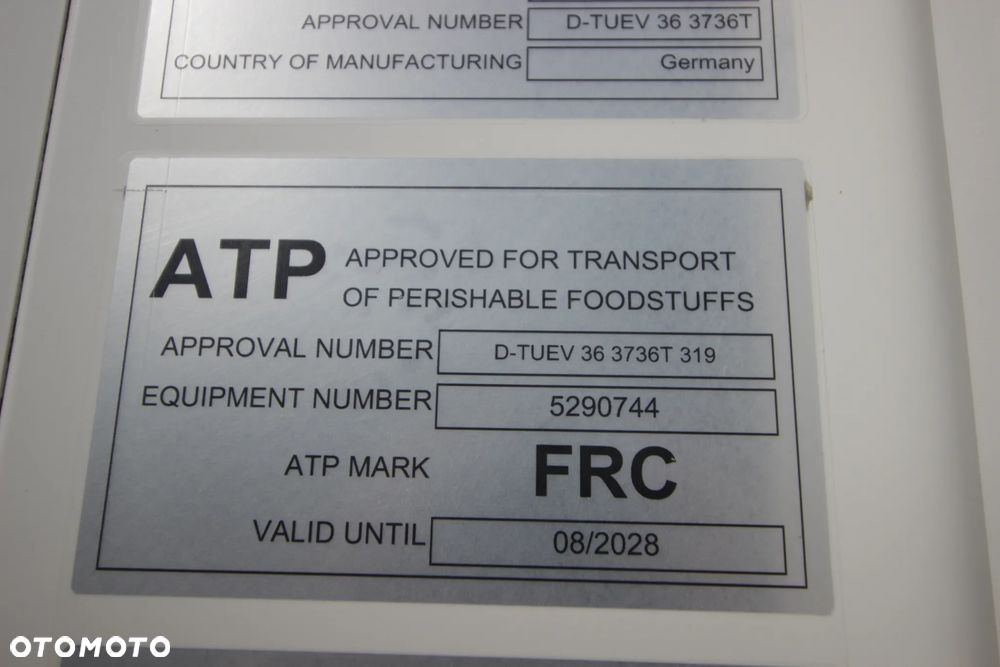 APPROVAL NUMBER D-TUEV 36 3736T
COUNTRY OF MANUFACTURING Germany
ATP APPROVED FOR TRANSPORT
OF PERISHABLE FOODSTUFFS
APPROVAL NUMBER D-TUEV 36 3736T 319
EQUIPMENT NUMBER 5290744
ATP MARK FRC
VALID UNTIL 08/2028
OTOMOTO